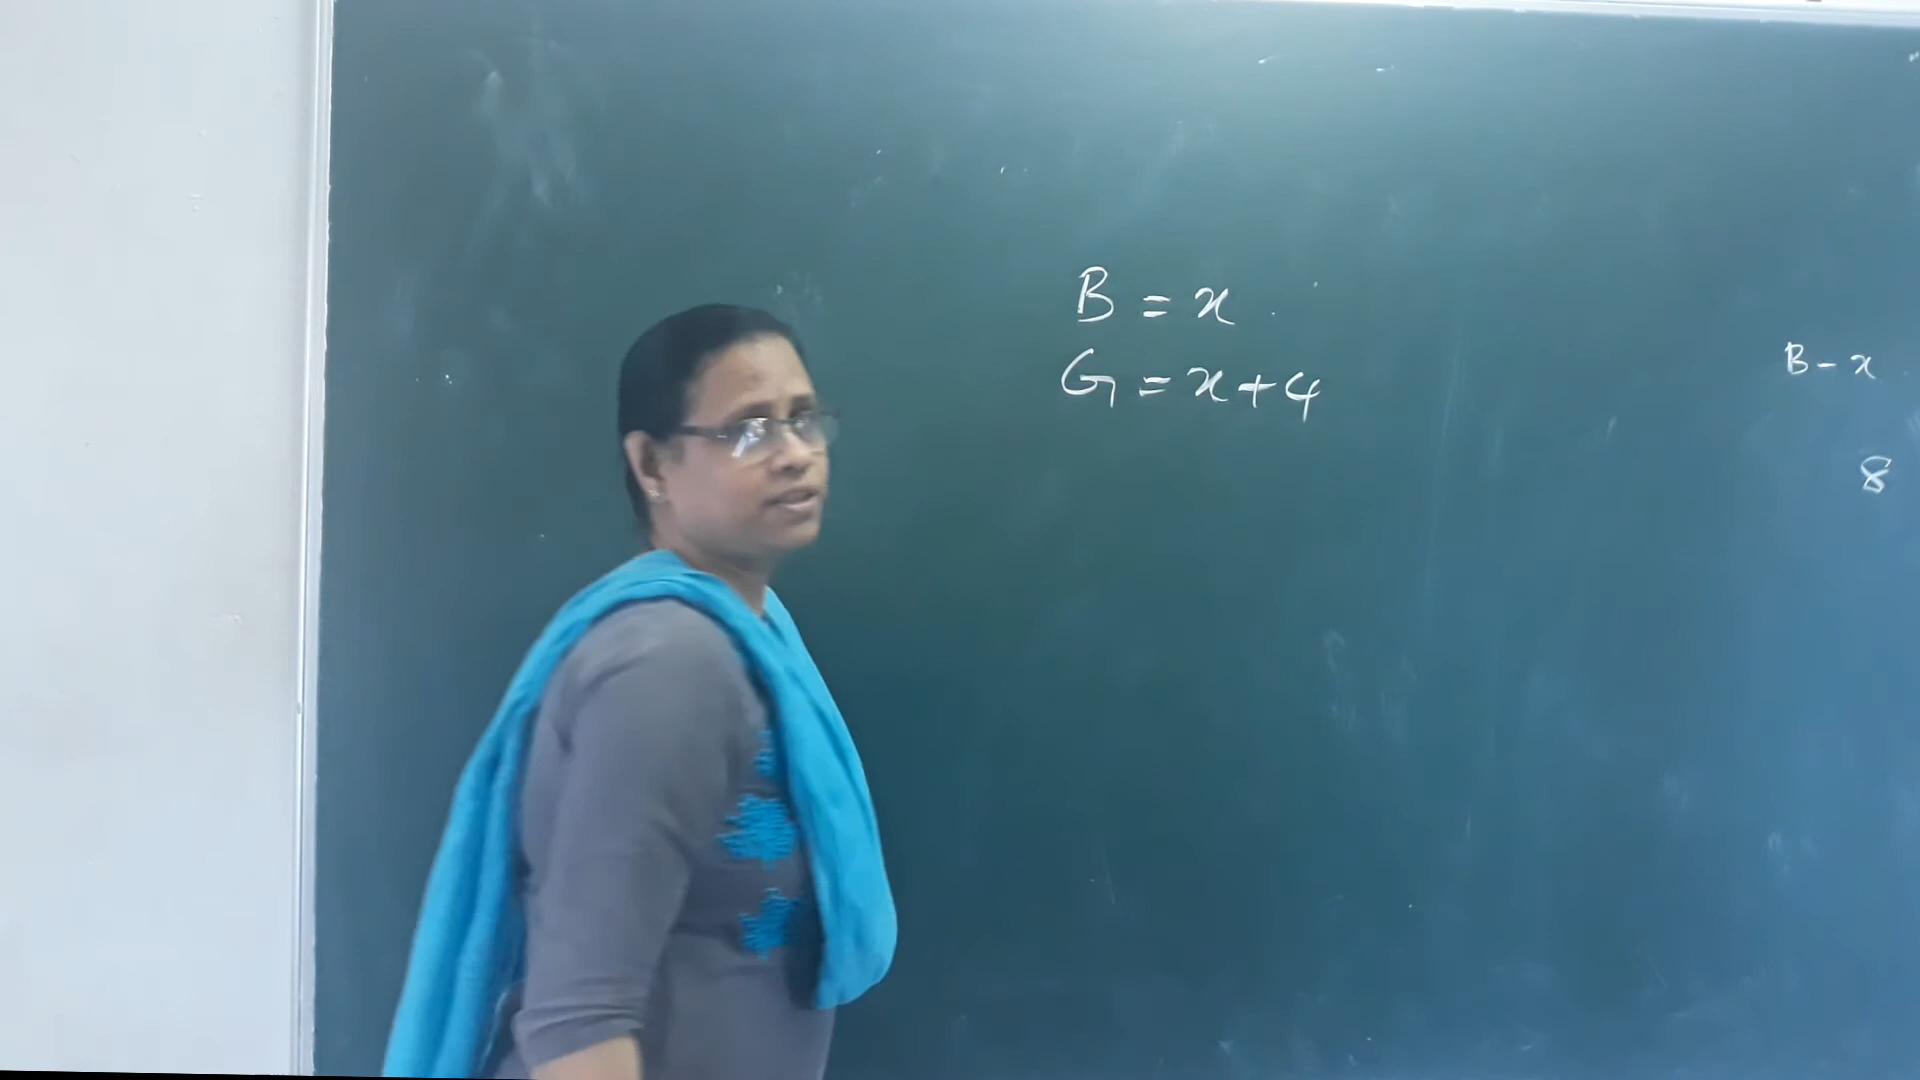 B = x
G = x+4
B - x
8